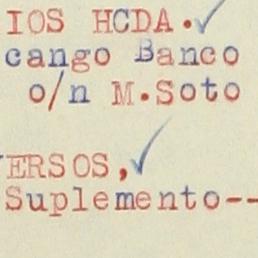 IOS HCDA.
cango Banco
o/n M.Soto
ERSOS,
Suplemento--